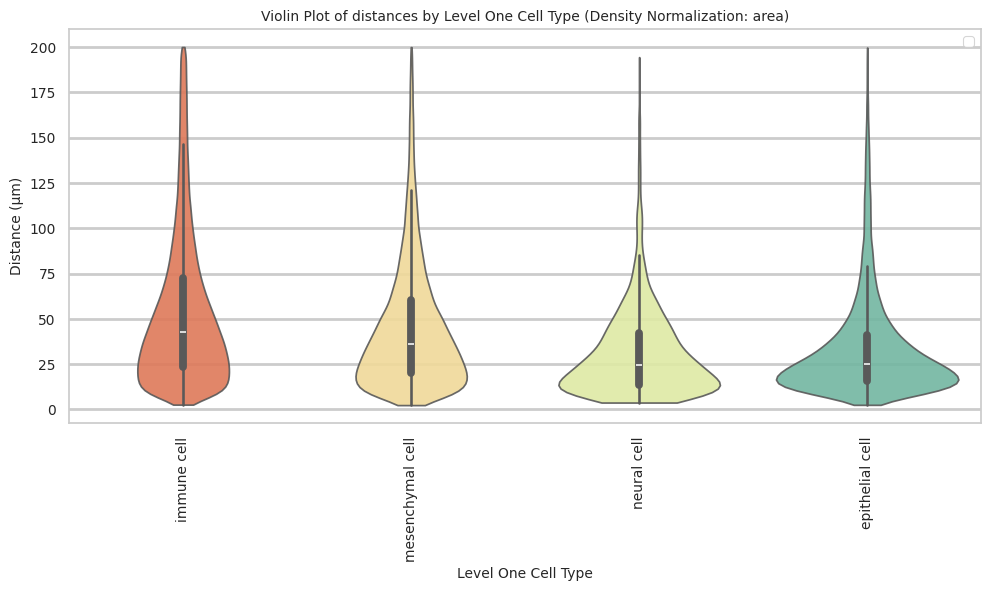 Violin Plot of distances by Level One Cell Type (Density Normalization: area)
Distance (μm)
200
175
150
125
100
75
50
25
0
immune cell
mesenchymal cell
neural cell
epithelial cell
Level One Cell Type